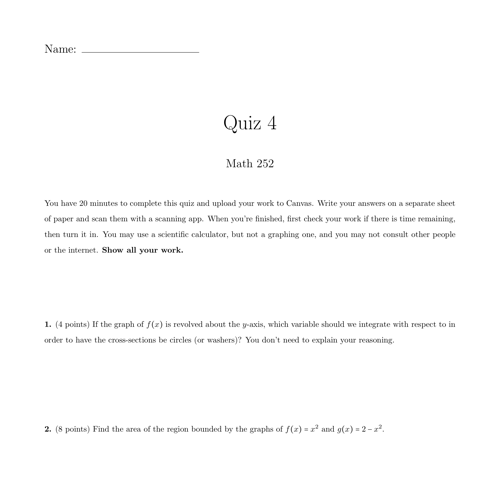 Name:
Quiz 4
Math 252
You have 20 minutes to complete this quiz and upload your work to Canvas. Write your answers on a separate sheet
of paper and scan them with a scanning app. When you're finished, first check your work if there is time remaining,
then turn it in. You may use a scientific calculator, but not a graphing one, and you may not consult other people
or the internet. Show all your work.
1. (4 points) If the graph of f(x) is revolved about the y-axis, which variable should we integrate with respect to in
order to have the cross-sections be circles (or washers)? You don't need to explain your reasoning.
2. (8 points) Find the area of the region bounded by the graphs of f(x) = x² and g(x) = 2 − x².